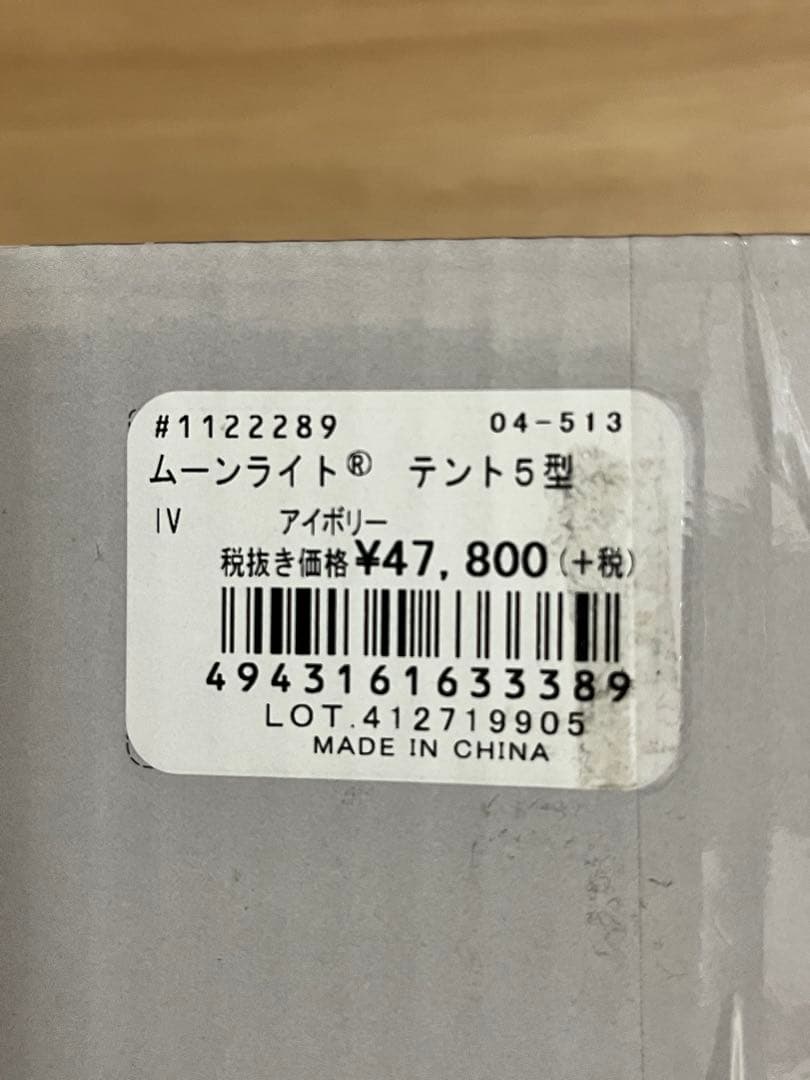 #1122289 04-513
ムーンライト® テント5型
IV アイボリー
税抜き価格¥47,800(+税)
4943161633389
LOT.412719905
MADE IN CHINA